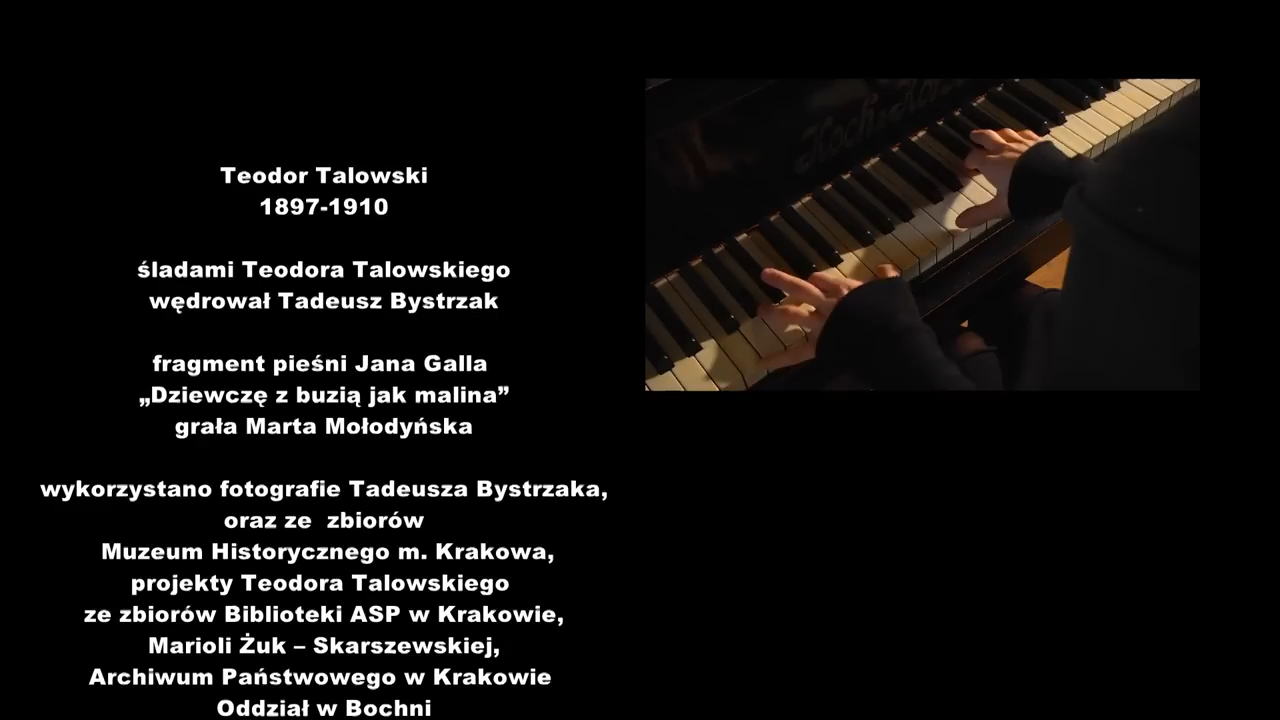 Teodor Talowski
1897-1910
śladami Teodora Talowskiego
wędrował Tadeusz Bystrzak
fragment pieśni Jana Galla
„Dziewczę z buzią jak malina”
grała Marta Mołodyńska
wykorzystano fotografie Tadeusza Bystrzaka,
oraz ze zbiorów
Muzeum Historycznego m. Krakowa,
projekty Teodora Talowskiego
ze zbiorów Biblioteki ASP w Krakowie,
Marioli Żuk – Skarszewskiej,
Archiwum Państwowego w Krakowie
Oddział w Bochni